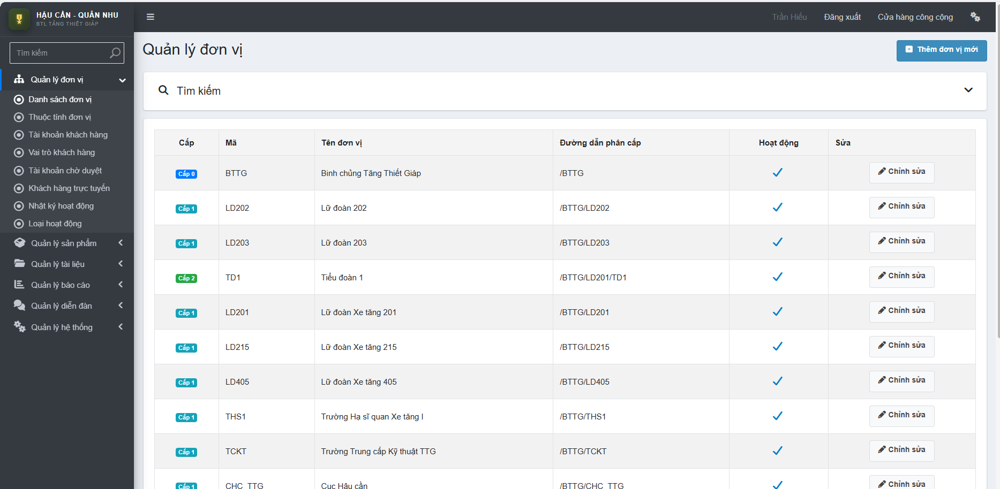 HẬU CẦN - QUÂN NHU
BTL TĂNG THIẾT GIÁP
Trần Hiếu
Đăng xuất
Cửa hàng công cộng
Tìm kiếm
Quản lý đơn vị
Danh sách đơn vị
Thuộc tính đơn vị
Tài khoản khách hàng
Vai trò khách hàng
Tài khoản chờ duyệt
Khách hàng trực tuyến
Nhật ký hoạt động
Loại hoạt động
Quản lý sản phẩm
Quản lý tài liệu
Quản lý báo cáo
Quản lý diễn đàn
Quản lý hệ thống
Quản lý đơn vị
Thêm đơn vị mới
Tìm kiếm
Cấp Mã Tên đơn vị Đường dẫn phân cấp Hoạt động Sửa
Cấp 0 BTTG Binh chủng Tăng Thiết Giáp /BTTG Chỉnh sửa
Cấp 1 LD202 Lữ đoàn 202 /BTTG/LD202 Chỉnh sửa
Cấp 1 LD203 Lữ đoàn 203 /BTTG/LD203 Chỉnh sửa
Cấp 2 TD1 Tiểu đoàn 1 /BTTG/LD201/TD1 Chỉnh sửa
Cấp 1 LD201 Lữ đoàn Xe tăng 201 /BTTG/LD201 Chỉnh sửa
Cấp 1 LD215 Lữ đoàn Xe tăng 215 /BTTG/LD215 Chỉnh sửa
Cấp 1 LD405 Lữ đoàn Xe tăng 405 /BTTG/LD405 Chỉnh sửa
Cấp 1 THS1 Trường Hạ sĩ quan Xe tăng I /BTTG/THS1 Chỉnh sửa
Cấp 1 TCKT Trường Trung cấp Kỹ thuật TTG /BTTG/TCKT Chỉnh sửa
Cấp 1 CHC_TTG Cục Hậu cần /BTTG/CHC_TTG Chỉnh sửa